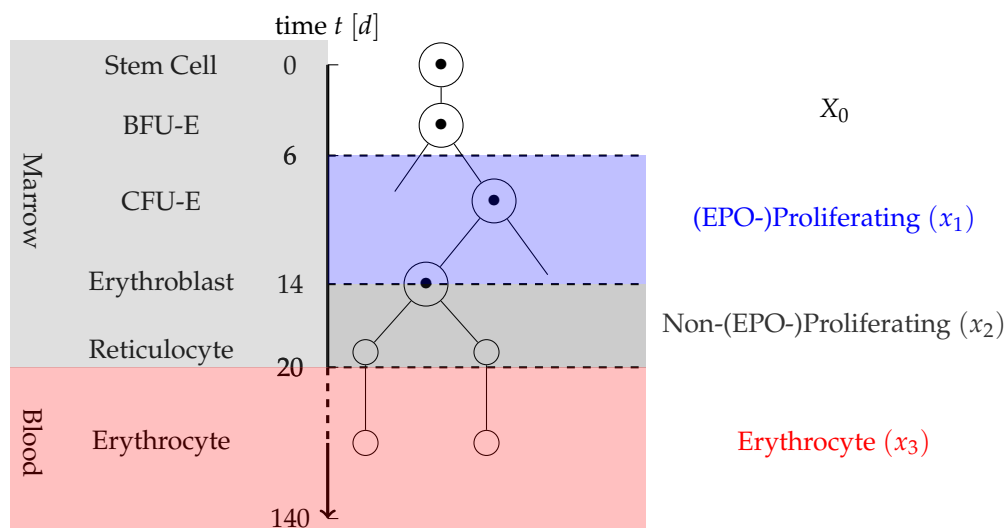 time t [d]
Stem Cell
0
BFU-E
X₀
6
Marrow
CFU-E
(EPO-)Proliferating (x₁)
Erythroblast
14
Non-(EPO-)Proliferating (x₂)
Reticulocyte
20
Blood
Erythrocyte
Erythrocyte (x₃)
140